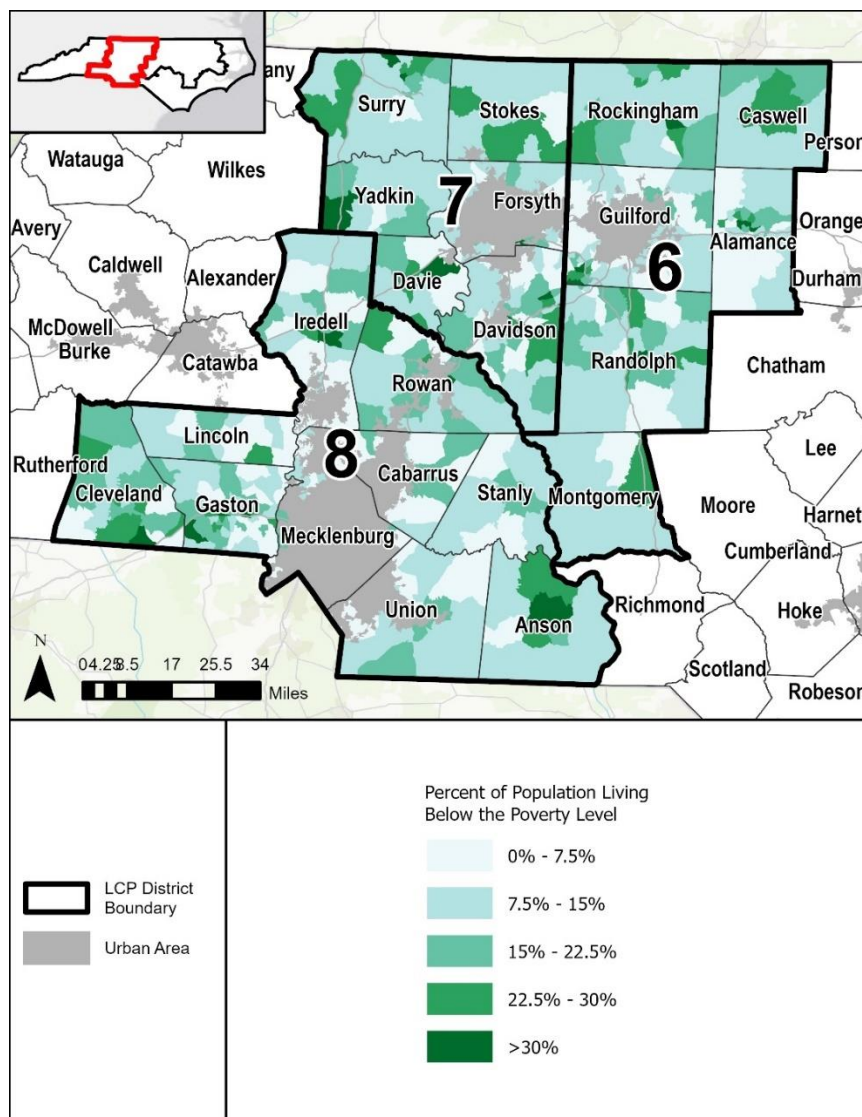 any
Surry
Stokes
Rockingham
Caswell
Person
Watauga
Wilkes
Yadkin
7
Forsyth
Guilford
Orange
Avery
Alamance
6
Caldwell
Alexander
Davie
Durham
McDowell
Burke
Iredell
Davidson
Randolph
Catawba
Rowan
Chatham
Lincoln
8
Rutherford
Cleveland
Gaston
Cabarrus
Stanly
Montgomery
Lee
Moore
Harnet
Mecklenburg
Cumberland
Union
Anson
Richmond
Hoke
Scotland
Robeson
N
04.258.5 17 25.5 34
Miles
LCP District
Boundary
Urban Area
Percent of Population Living
Below the Poverty Level
0% - 7.5%
7.5% - 15%
15% - 22.5%
22.5% - 30%
>30%